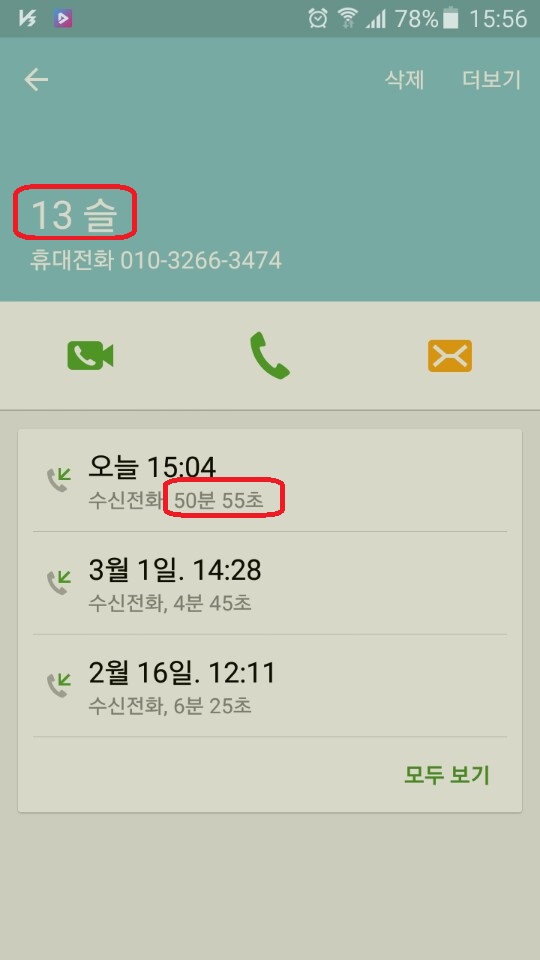 78% 15:56
삭제 더보기
13 슬
휴대전화 010-3266-3474
오늘 15:04
수신전화 50분 55초
3월 1일. 14:28
수신전화, 4분 45초
2월 16일. 12:11
수신전화, 6분 25초
모두 보기